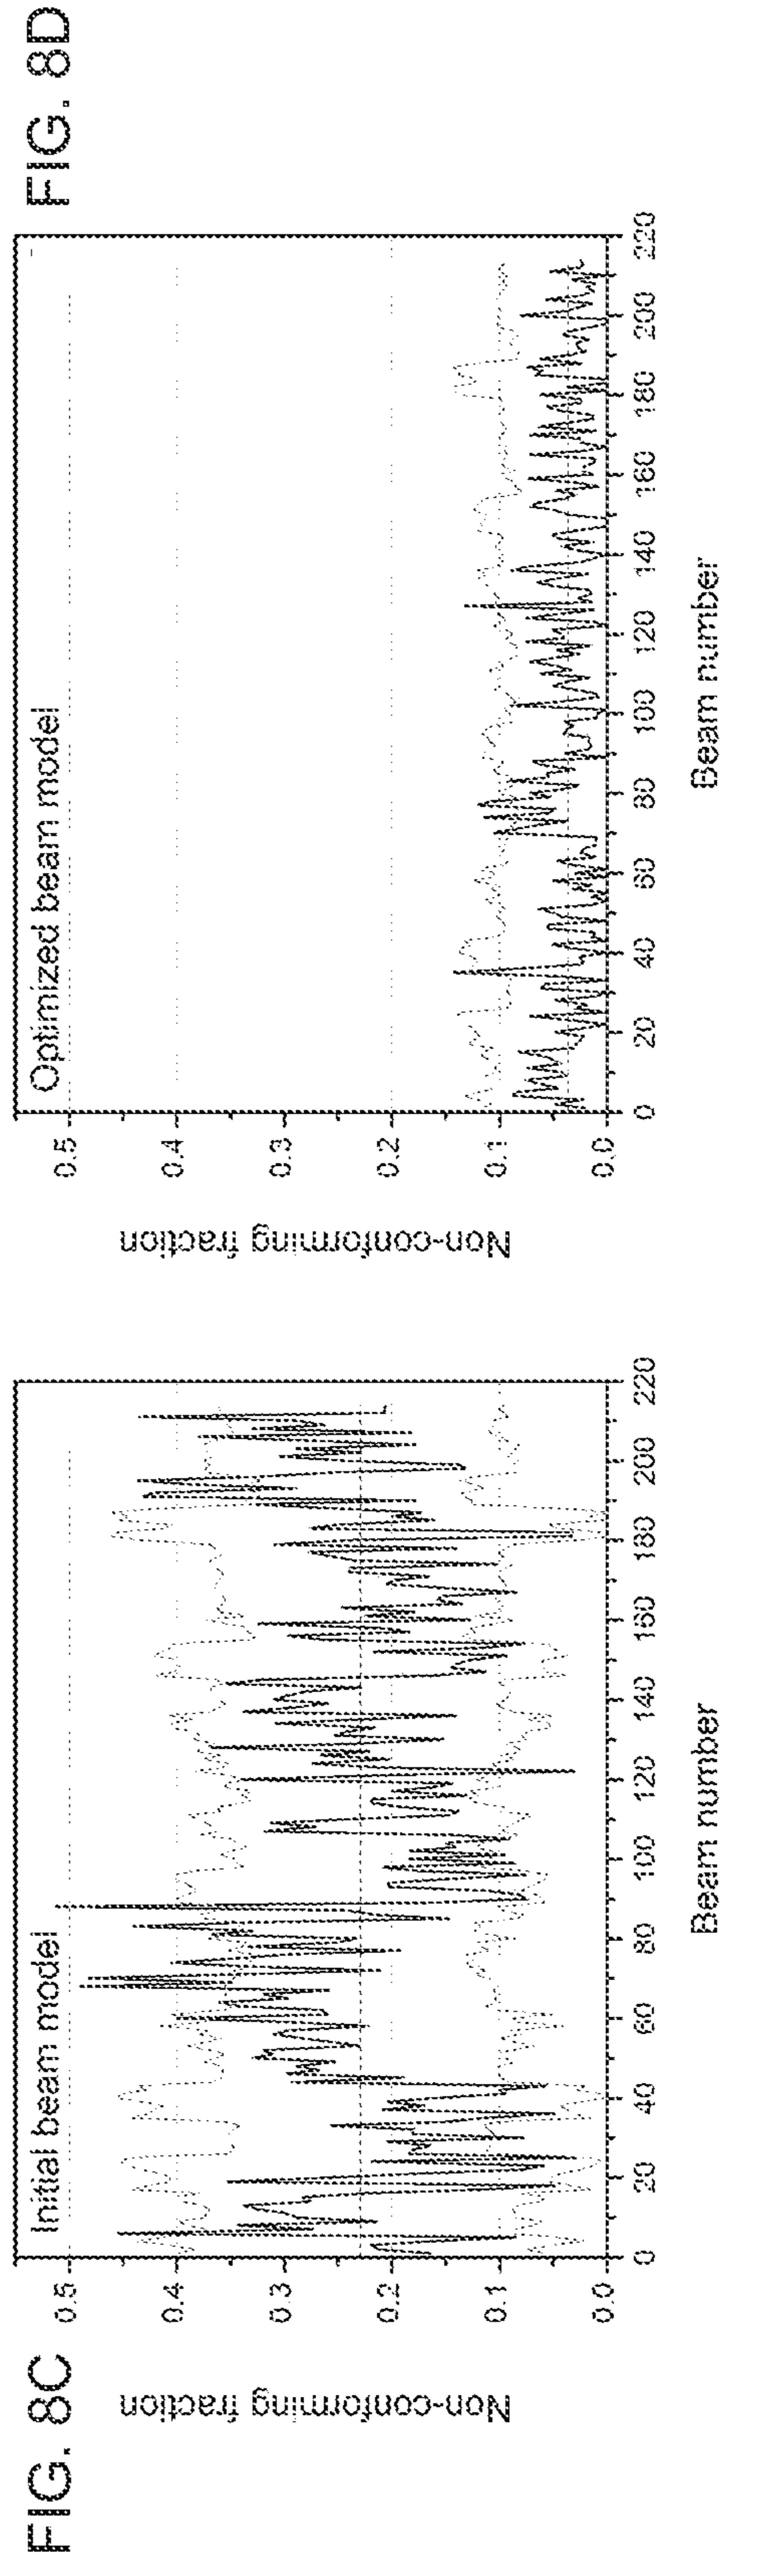 FIG. 8C
Initial beam model
Non-conforming fraction
0.5
0.4
0.3
0.2
0.1
0.0
0 20 40 60 80 100 120 140 160 180 200 220
Beam number
FIG. 8D
Optimized beam model
Non-conforming fraction
0.5
0.4
0.3
0.2
0.1
0.0
0 20 40 60 80 100 120 140 160 180 200 220
Beam number